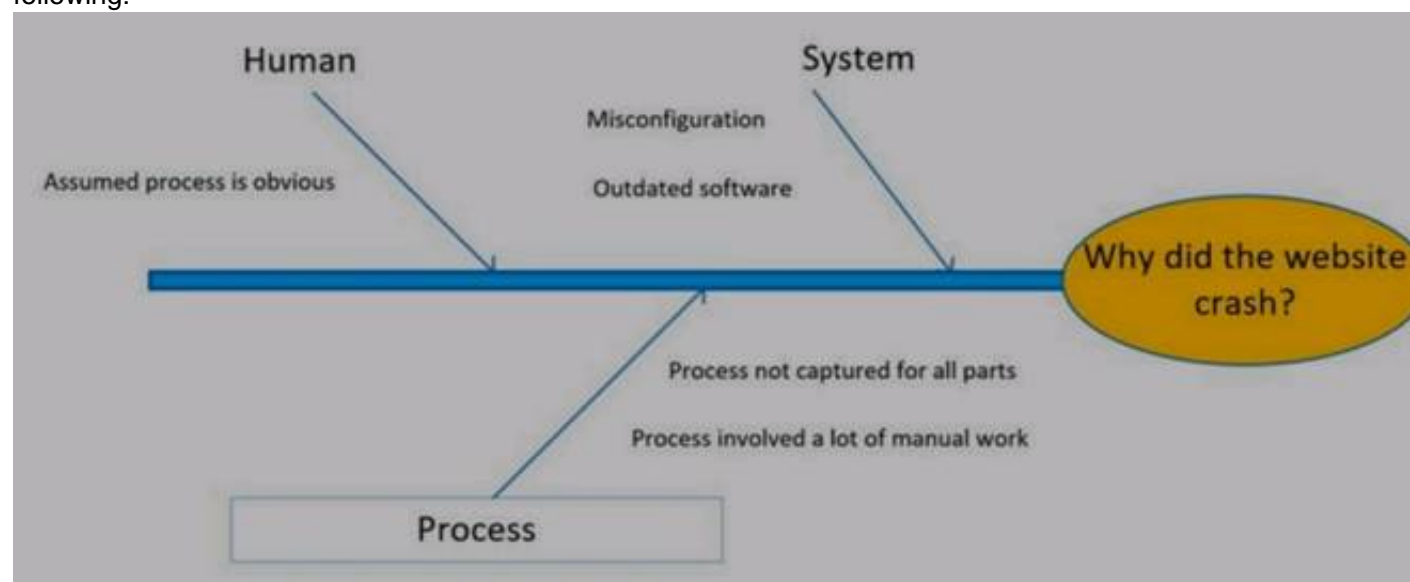 following:
Human
System
Misconfiguration
Assumed process is obvious
Outdated software
Why did the website
crash?
Process not captured for all parts
Process involved a lot of manual work
Process